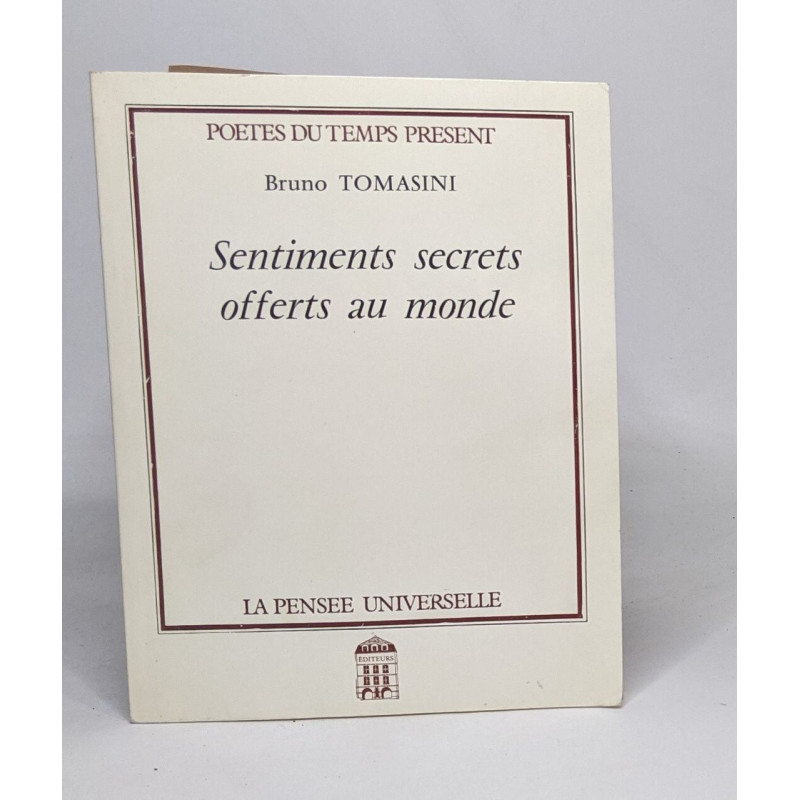 POETES DU TEMPS PRESENT
Bruno TOMASINI
Sentiments secrets
offerts au monde
LA PENSEE UNIVERSELLE
EDITEURS